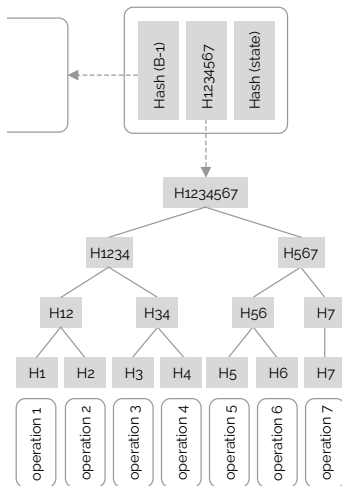 Hash (B-1)
H1234567
Hash (state)
H1234567
H1234
H567
H12
H34
H56
H7
H1
H2
H3
H4
H5
H6
H7
operation 1
operation 2
operation 3
operation 4
operation 5
operation 6
operation 7